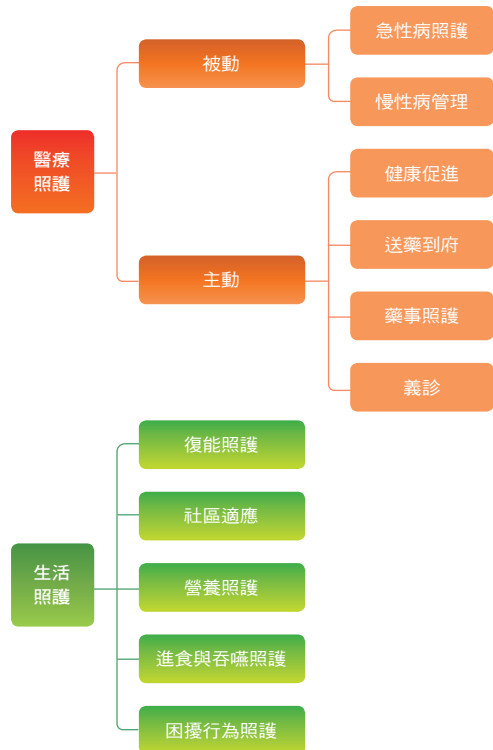 醫療
照護
被動
急性病照護
慢性病管理
主動
健康促進
送藥到府
藥事照護
義診
生活
照護
復能照護
社區適應
營養照護
進食與吞嚥照護
困擾行為照護